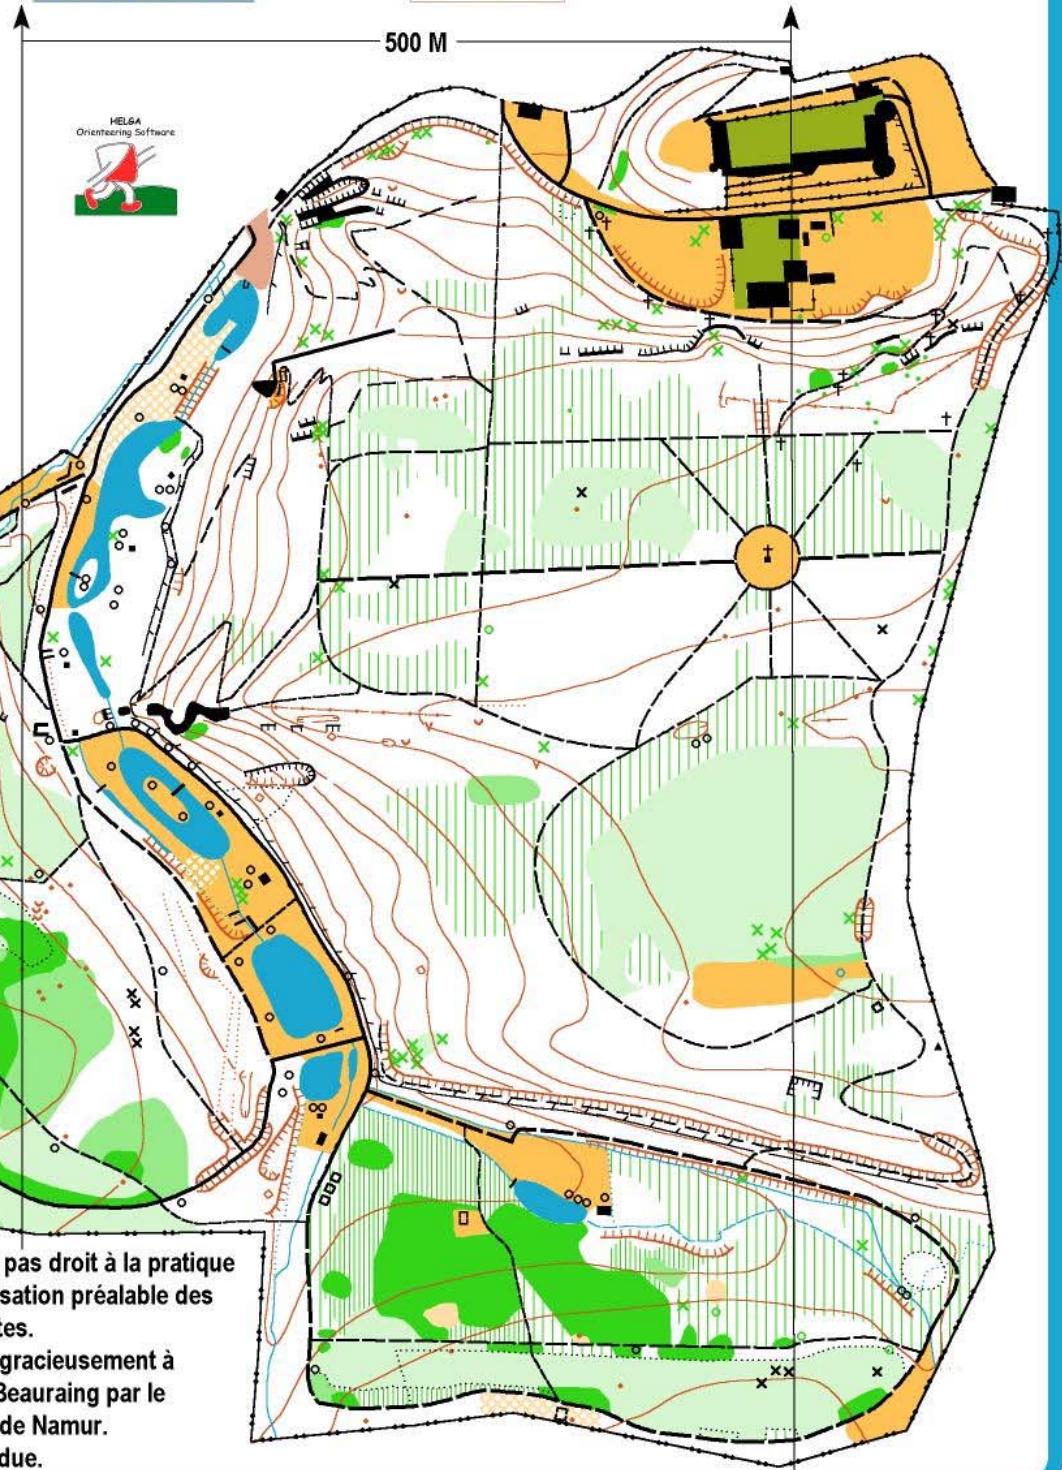 500 M
HELGA
Orienteering Software
pas droit à la pratique
sation préalable des
tes.
gracieusement à
Beauraing par le
de Namur.
due.